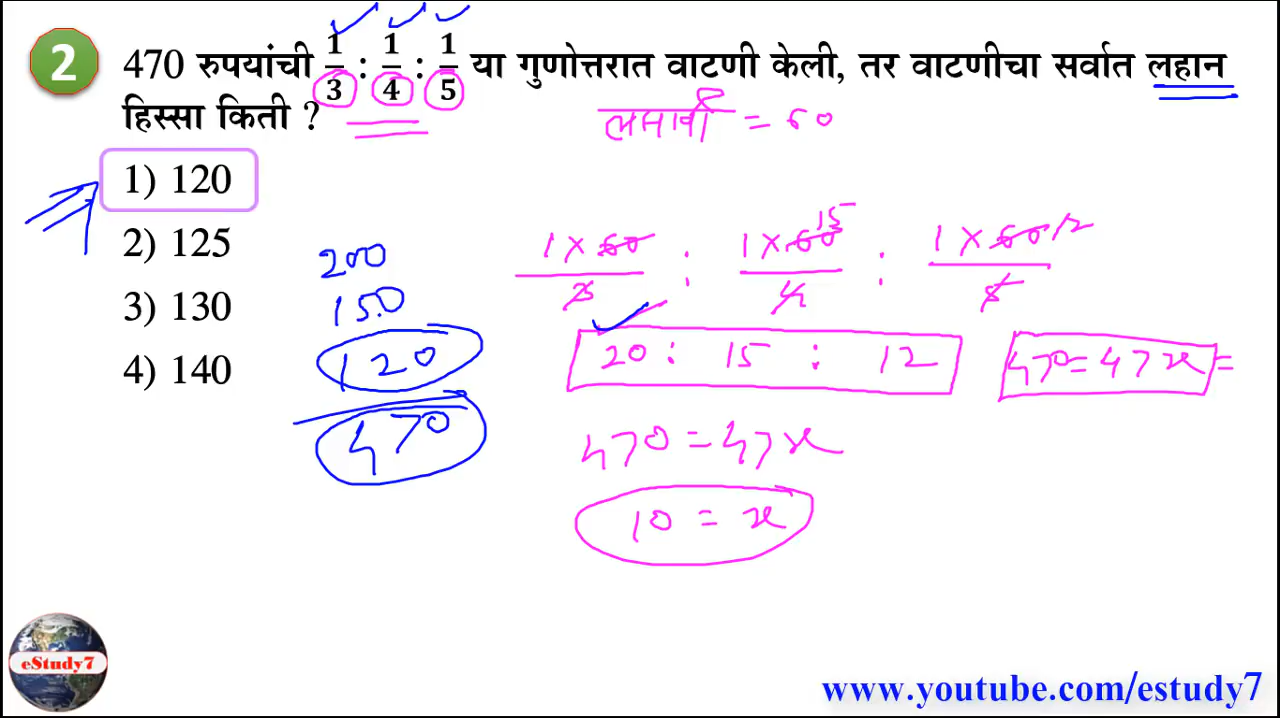 2
470 रुपयांची 1/3 : 1/4 : 1/5 या गुणोत्तरात वाटणी केली, तर वाटणीचा सर्वात लहान
हिस्सा किती ?
लसावी = 60
1) 120
2) 125
3) 130
4) 140
200
150
120
470
1 × 60 / 3 : 1 × 60 15 / 4 : 1 × 60 12 / 5
20 : 15 : 12
470 = 47x =
470 = 47x
10 = x
eStudy7
www.youtube.com/estudy7